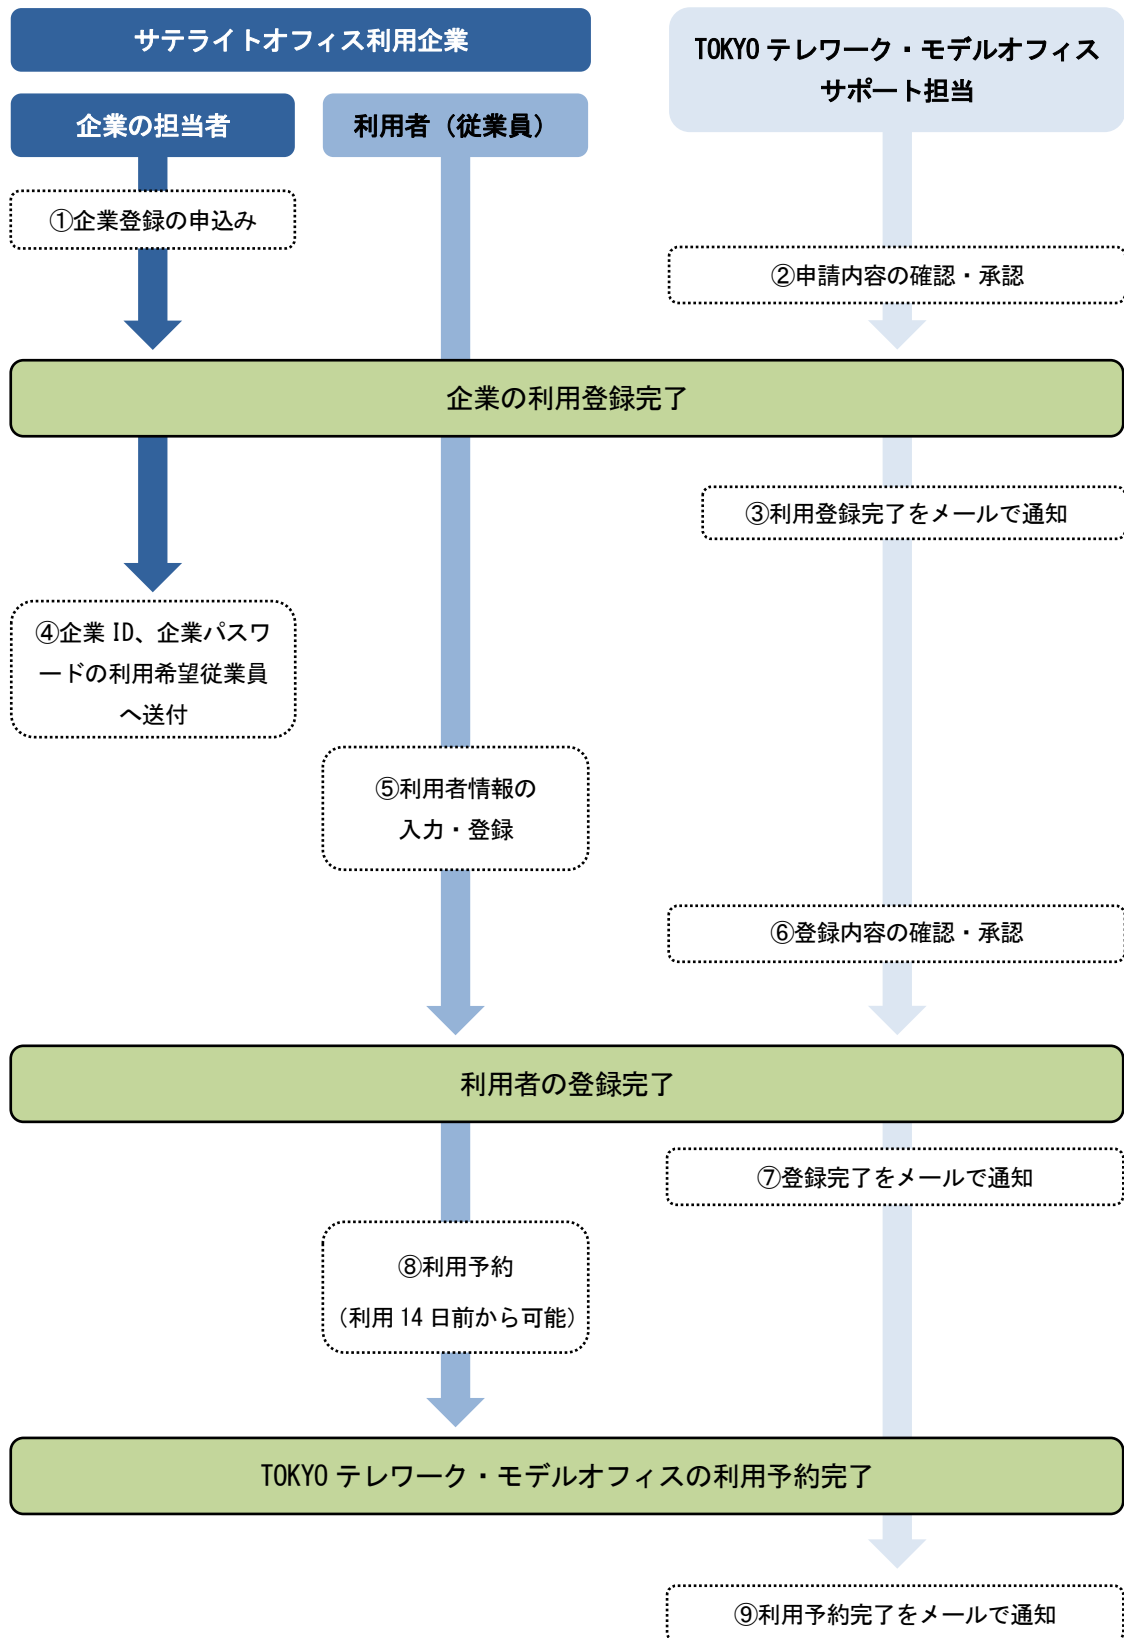 サテライトオフィス利用企業
TOKYO テレワーク・モデルオフィス
サポート担当
企業の担当者
利用者（従業員）
①企業登録の申込み
②申請内容の確認・承認
企業の利用登録完了
③利用登録完了をメールで通知
④企業 ID、企業パスワ
ードの利用希望従業員
へ送付
⑤利用者情報の
入力・登録
⑥登録内容の確認・承認
利用者の登録完了
⑦登録完了をメールで通知
⑧利用予約
（利用 14 日前から可能）
TOKYO テレワーク・モデルオフィスの利用予約完了
⑨利用予約完了をメールで通知